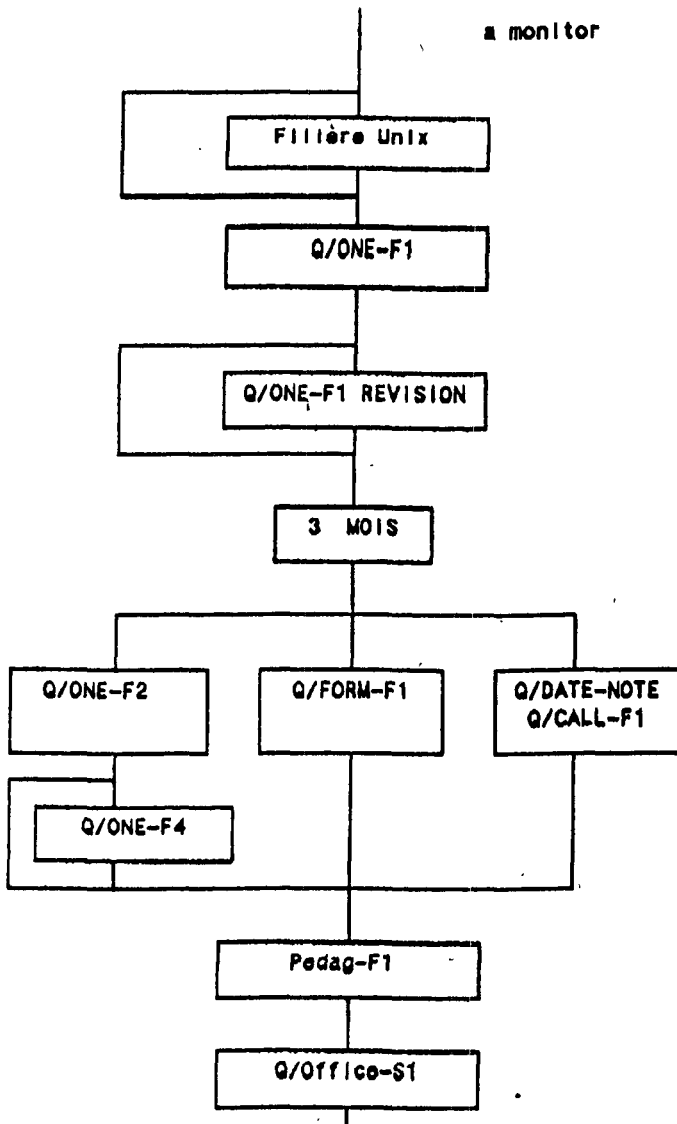 a monitor
Filière Unix
Q/ONE-F1
Q/ONE-F1 REVISION
3 MOIS
Q/ONE-F2
Q/FORM-F1
Q/DATE-NOTE
Q/CALL-F1
Q/ONE-F4
Pedag-F1
Q/Office-S1